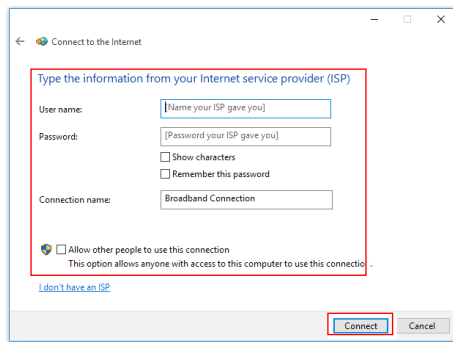 Connect to the Internet
Type the information from your Internet service provider (ISP)
User name: [Name your ISP gave you]
Password: [Password your ISP gave you]
Show characters
Remember this password
Connection name: Broadband Connection
Allow other people to use this connection
This option allows anyone with access to this computer to use this connectio .
I don't have an ISP
Connect Cancel